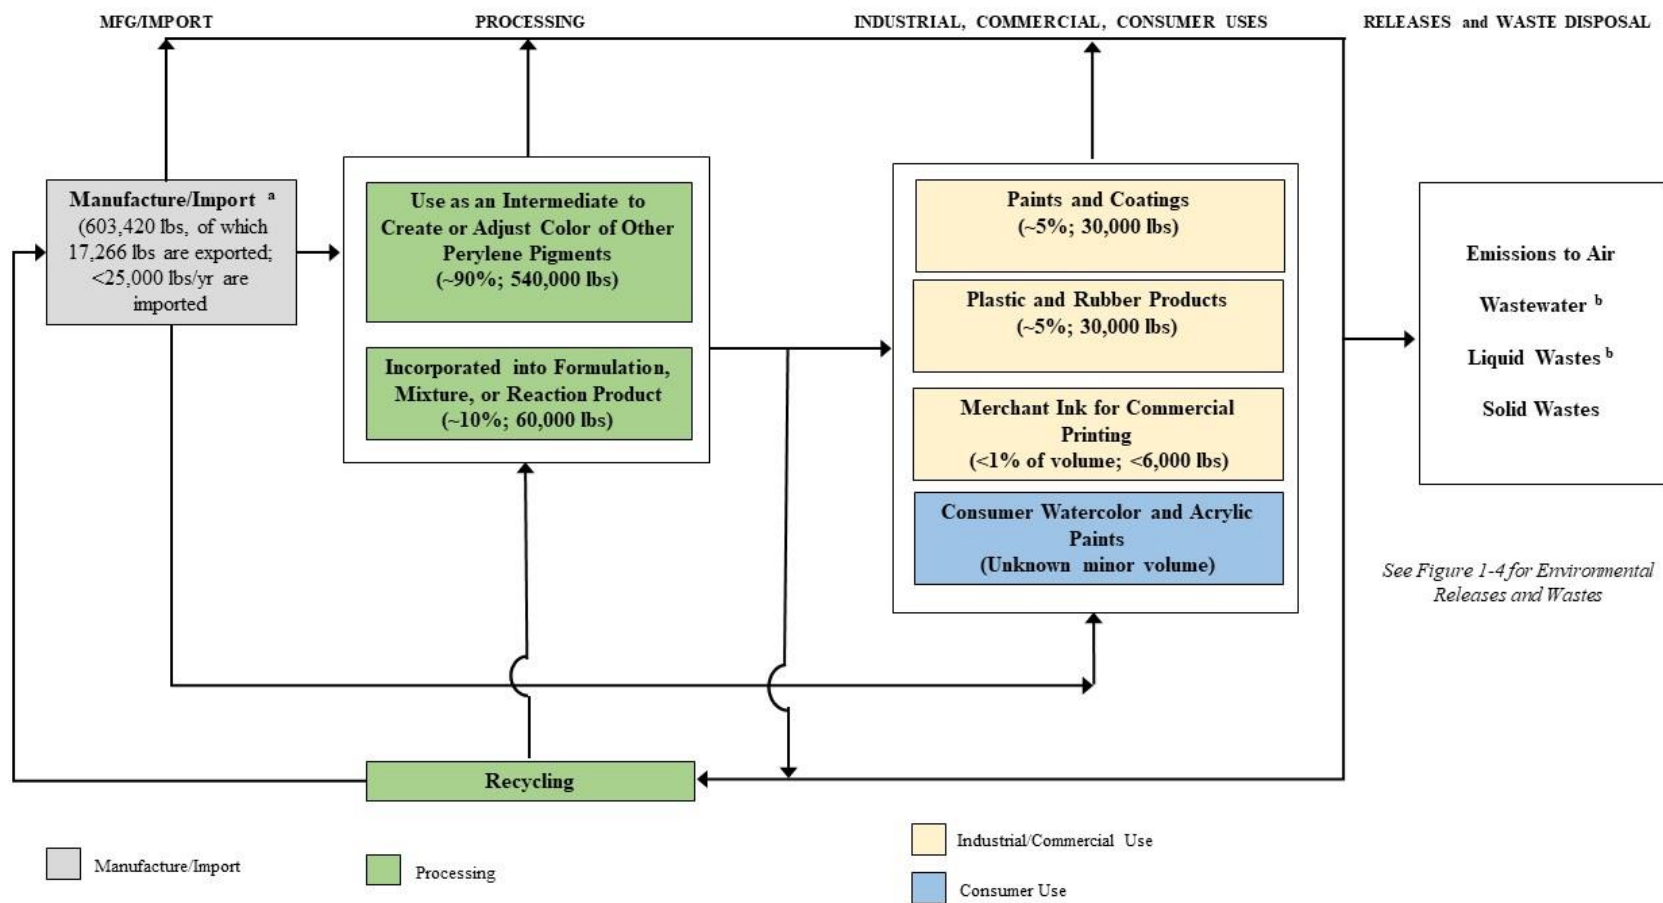 MFG/IMPORT
PROCESSING
INDUSTRIAL, COMMERCIAL, CONSUMER USES
RELEASES and WASTE DISPOSAL
Manufacture/Import a
(603,420 lbs, of which
17,266 lbs are exported;
<25,000 lbs/yr are
imported
Use as an Intermediate to
Create or Adjust Color of Other
Perylene Pigments
(~90%; 540,000 lbs)
Incorporated into Formulation,
Mixture, or Reaction Product
(~10%; 60,000 lbs)
Paints and Coatings
(~5%; 30,000 lbs)
Plastic and Rubber Products
(~5%; 30,000 lbs)
Merchant Ink for Commercial
Printing
(<1% of volume; <6,000 lbs)
Consumer Watercolor and Acrylic
Paints
(Unknown minor volume)
Emissions to Air
Wastewater b
Liquid Wastes b
Solid Wastes
See Figure 1-4 for Environmental
Releases and Wastes
Recycling
Manufacture/Import
Processing
Industrial/Commercial Use
Consumer Use